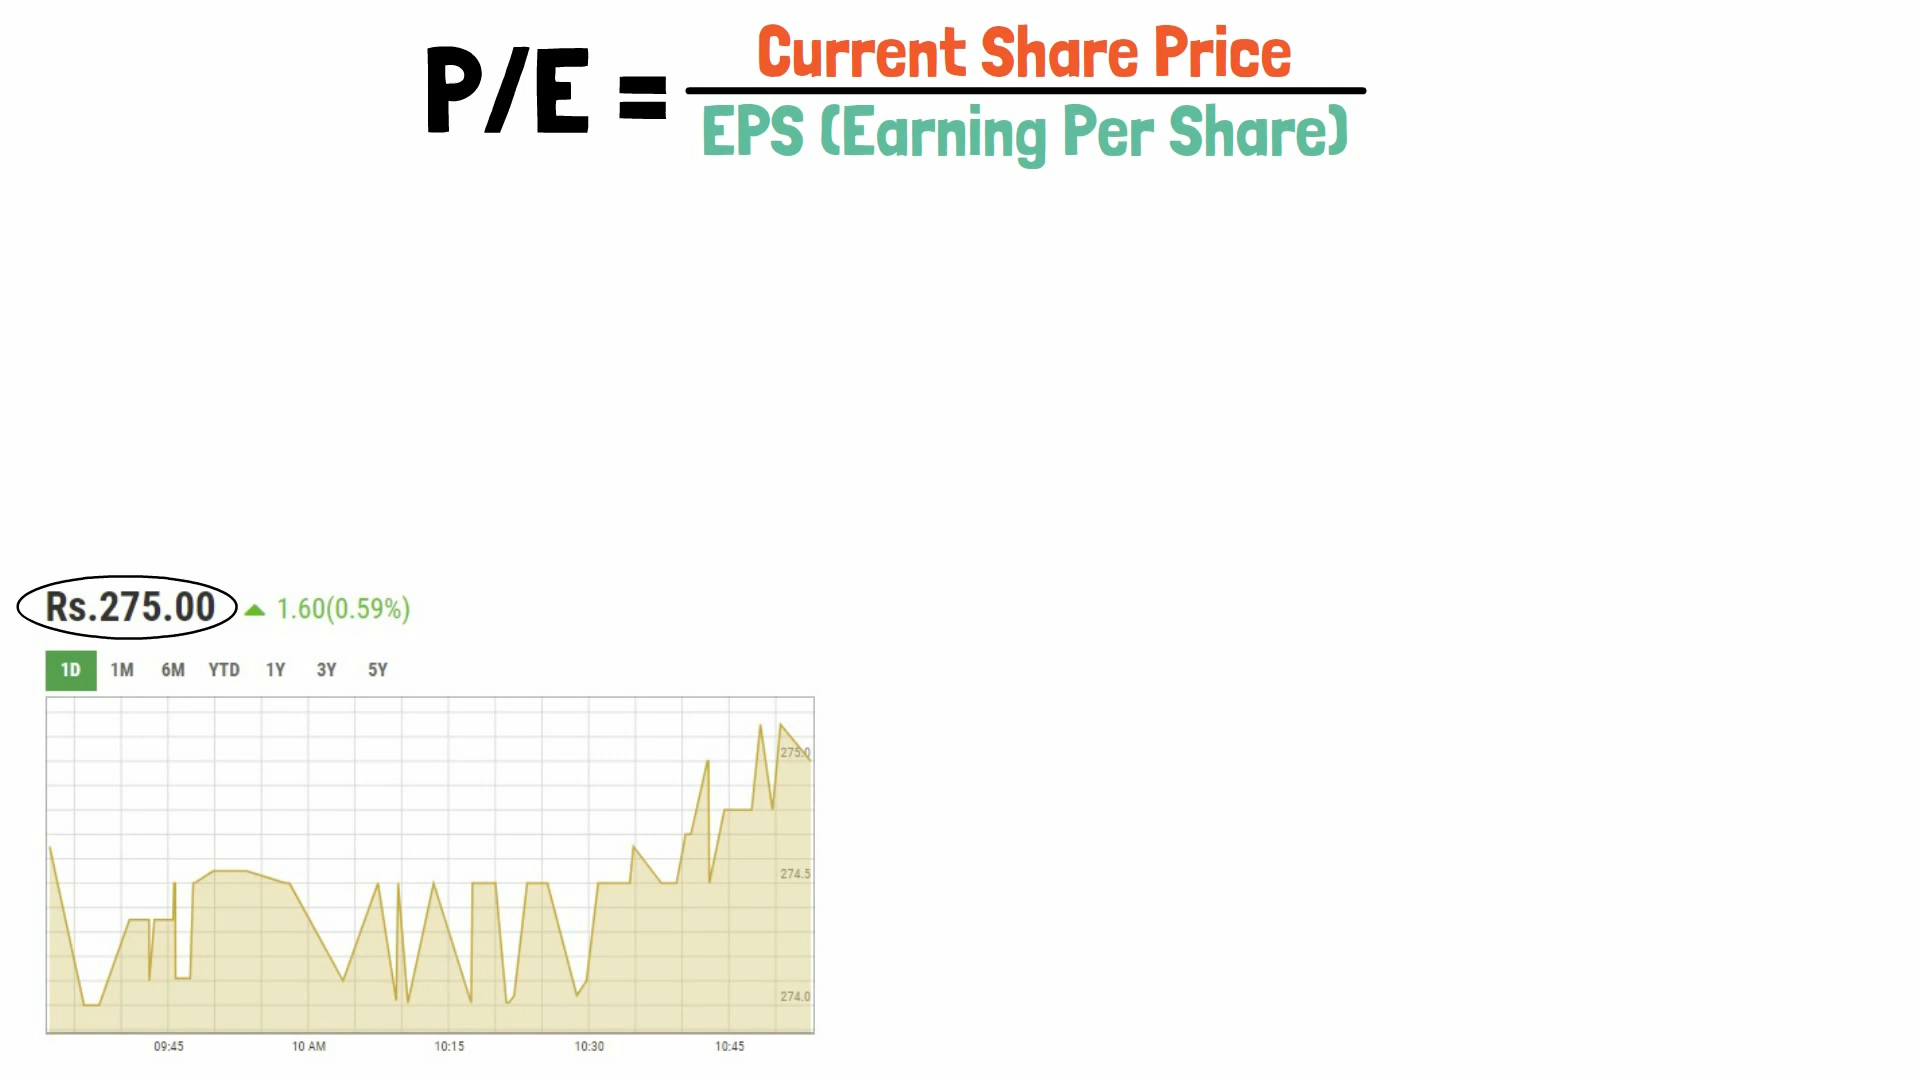 P/E = Current Share Price
EPS (Earning Per Share)
Rs.275.00 1.60(0.59%)
1D 1M 6M YTD 1Y 3Y 5Y
275.0
274.5
274.0
09:45 10 AM 10:15 10:30 10:45